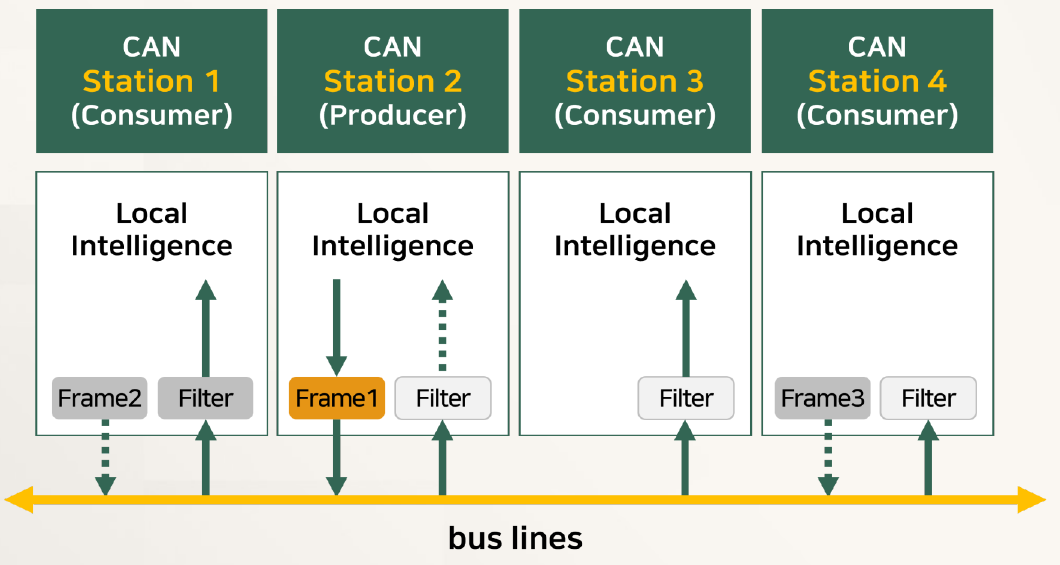 CAN
Station 1
(Consumer)
CAN
Station 2
(Producer)
CAN
Station 3
(Consumer)
CAN
Station 4
(Consumer)
Local
Intelligence
Frame2
Filter
Local
Intelligence
Frame1
Filter
Local
Intelligence
Filter
Local
Intelligence
Frame3
Filter
bus lines